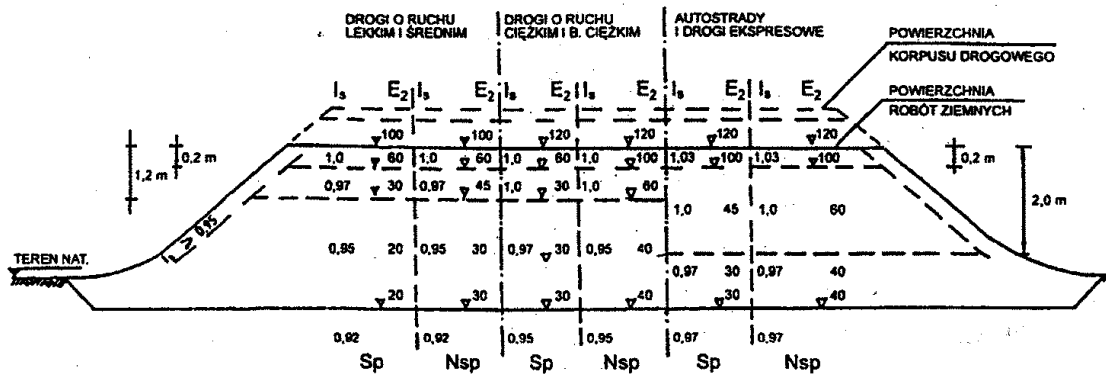 DROGI O RUCHU
LEKKIM I ŚREDNIM
DROGI O RUCHU
CIĘŻKIM I B. CIĘŻKIM
AUTOSTRADY
I DROGI EKSPRESOWE
POWIERZCHNIA
KORPUSU DROGOWEGO
POWIERZCHNIA
ROBÓT ZIEMNYCH
Is E2 Is E2 Is E2 Is E2 Is E2 Is E2
100 100 120 120 120 120
0,2 m 1,0 60 1,0 60 1,0 60 1,0 100 1,03 100 1,03 100 0,2 m
1,2 m 0,97 30 0,97 45 1,0 30 1,0 60
1,0 45 1,0 60 2,0 m
Is ≥ 0,95
0,95 20 0,95 30 0,97 30 0,95 40
TEREN NAT.
0,97 30 0,97 40
20 30 30 40 30 40
0,92 0,92 0,95 0,95 0,97 0,97
Sp Nsp Sp Nsp Sp Nsp